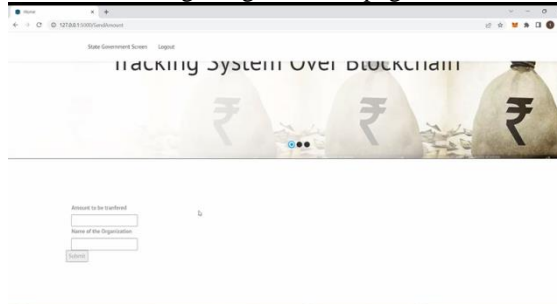 Home
127.0.0.1:8000/SendAmount
State Government Screen Logout
Tracking System Over Blockchain
Amount to be tranfered
Name of the Organization
Submit